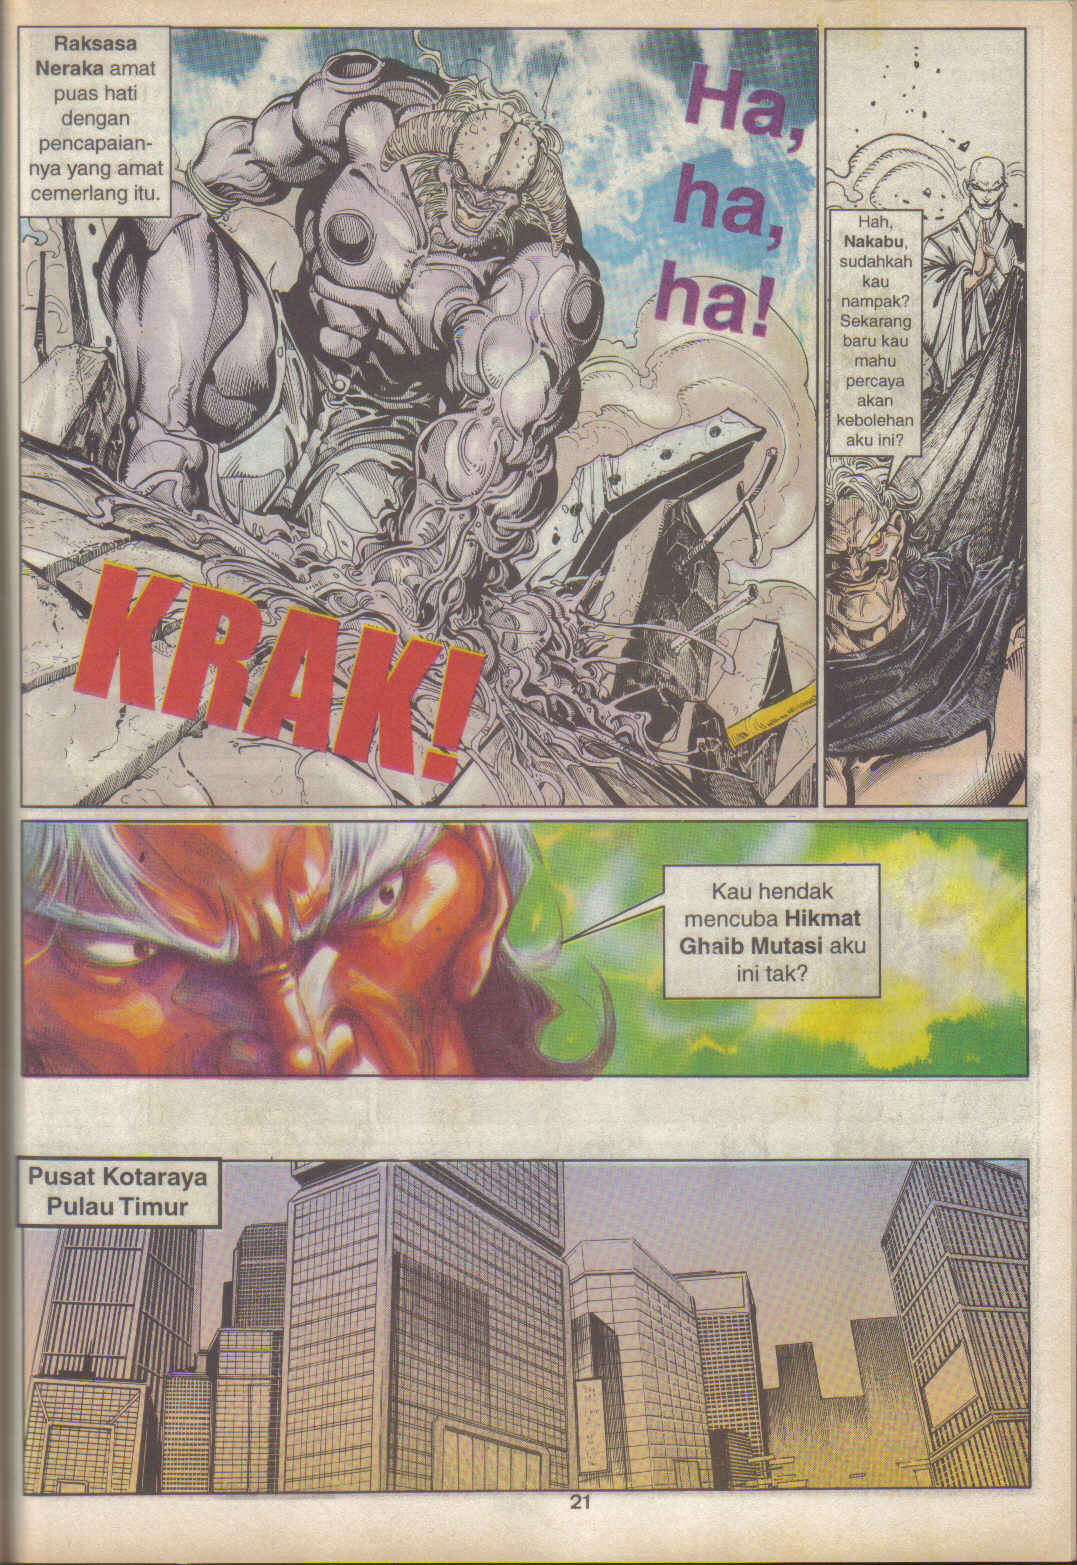 Raksasa
Neraka amat
puas hati
dengan
pencapaian-
nya yang amat
cemerlang itu.
Ha,
ha,
ha!
Hah,
Nakabu,
sudahkah
kau
nampak?
Sekarang
baru kau
mahu
percaya
akan
kebolehan
aku ini?
KRAK!
Kau hendak
mencuba Hikmat
Ghaib Mutasi aku
ini tak?
Pusat Kotaraya
Pulau Timur
21